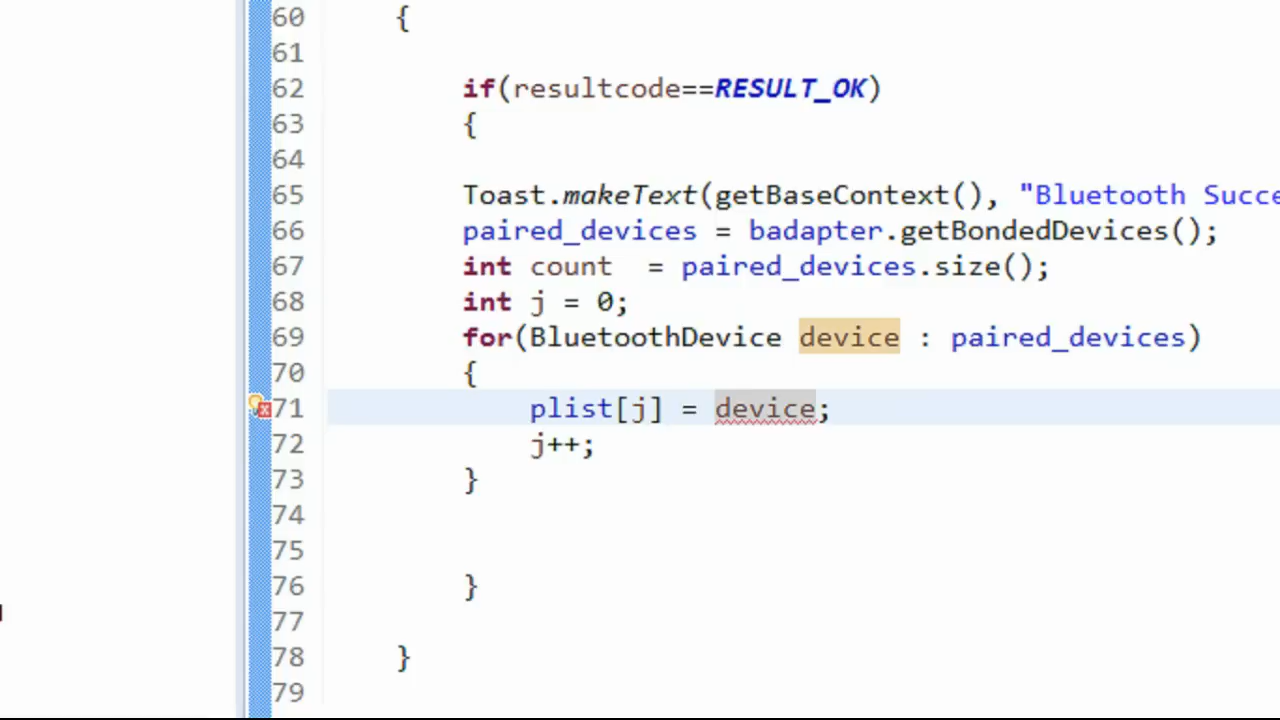 60 {
61
62 if(resultcode==RESULT_OK)
63 {
64
65 Toast.makeText(getBaseContext(), "Bluetooth Succe
66 paired_devices = badapter.getBondedDevices();
67 int count  = paired_devices.size();
68 int j = 0;
69 for(BluetoothDevice device : paired_devices)
70 {
71 plist[j] = device;
72 j++;
73 }
74
75
76 }
77
78 }
79